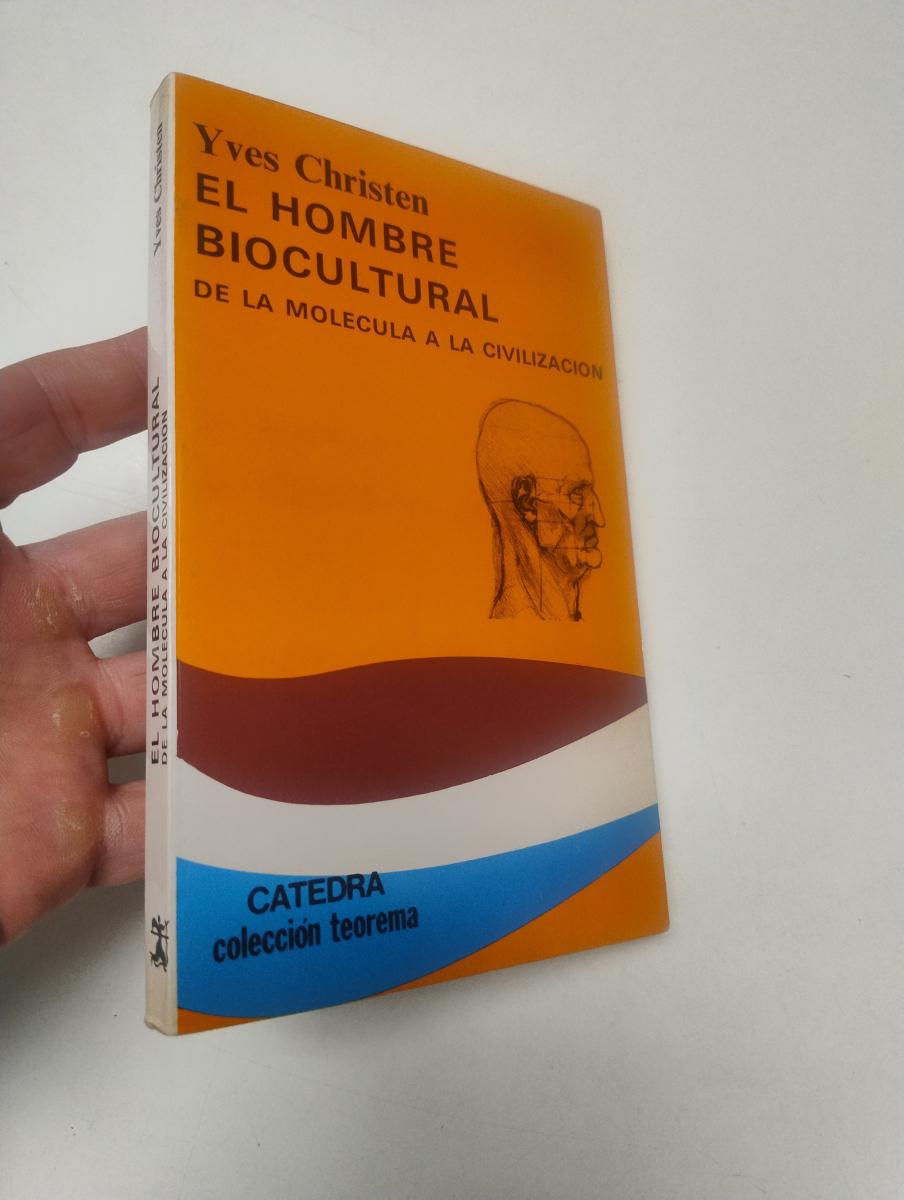 Yves Christen
EL HOMBRE
BIOCULTURAL
DE LA MOLECULA A LA CIVILIZACION
CATEDRA
colección teorema
Yves Christen
EL HOMBRE BIOCULTURAL
DE LA MOLECULA A LA CIVILIZACION